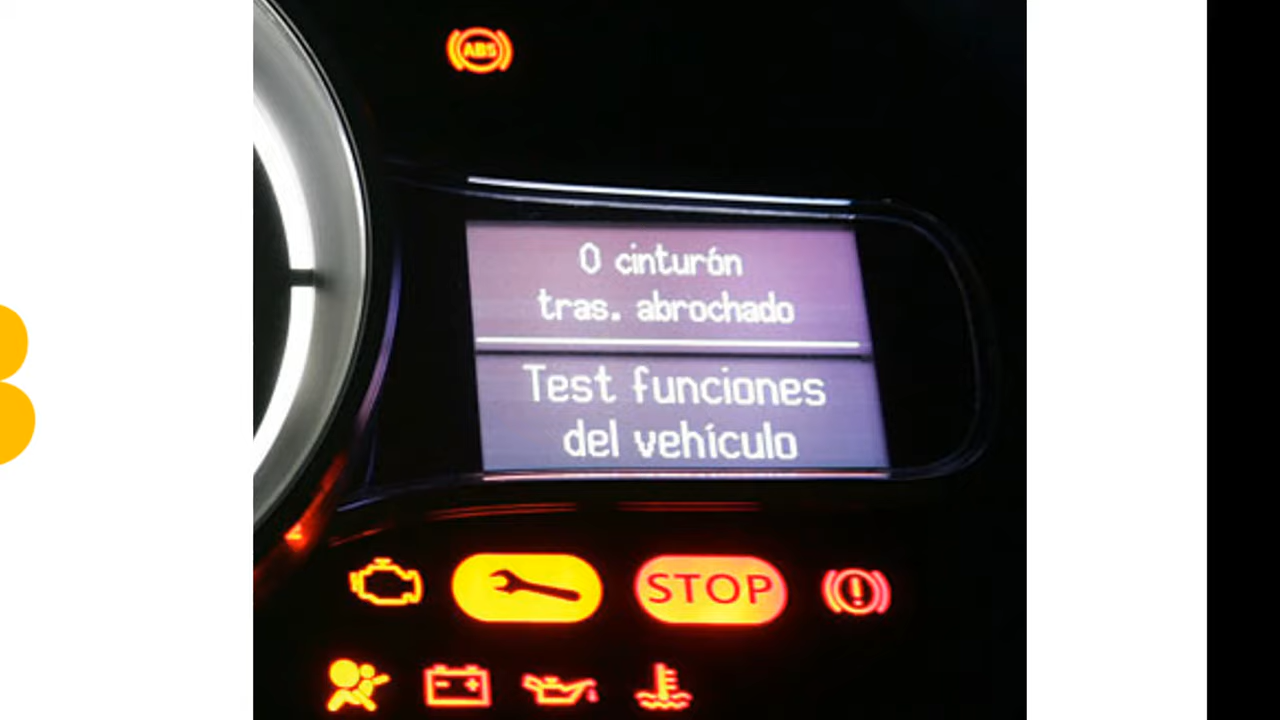 ABS
0 cinturón
tras. abrochado
Test funciones
del vehículo
STOP